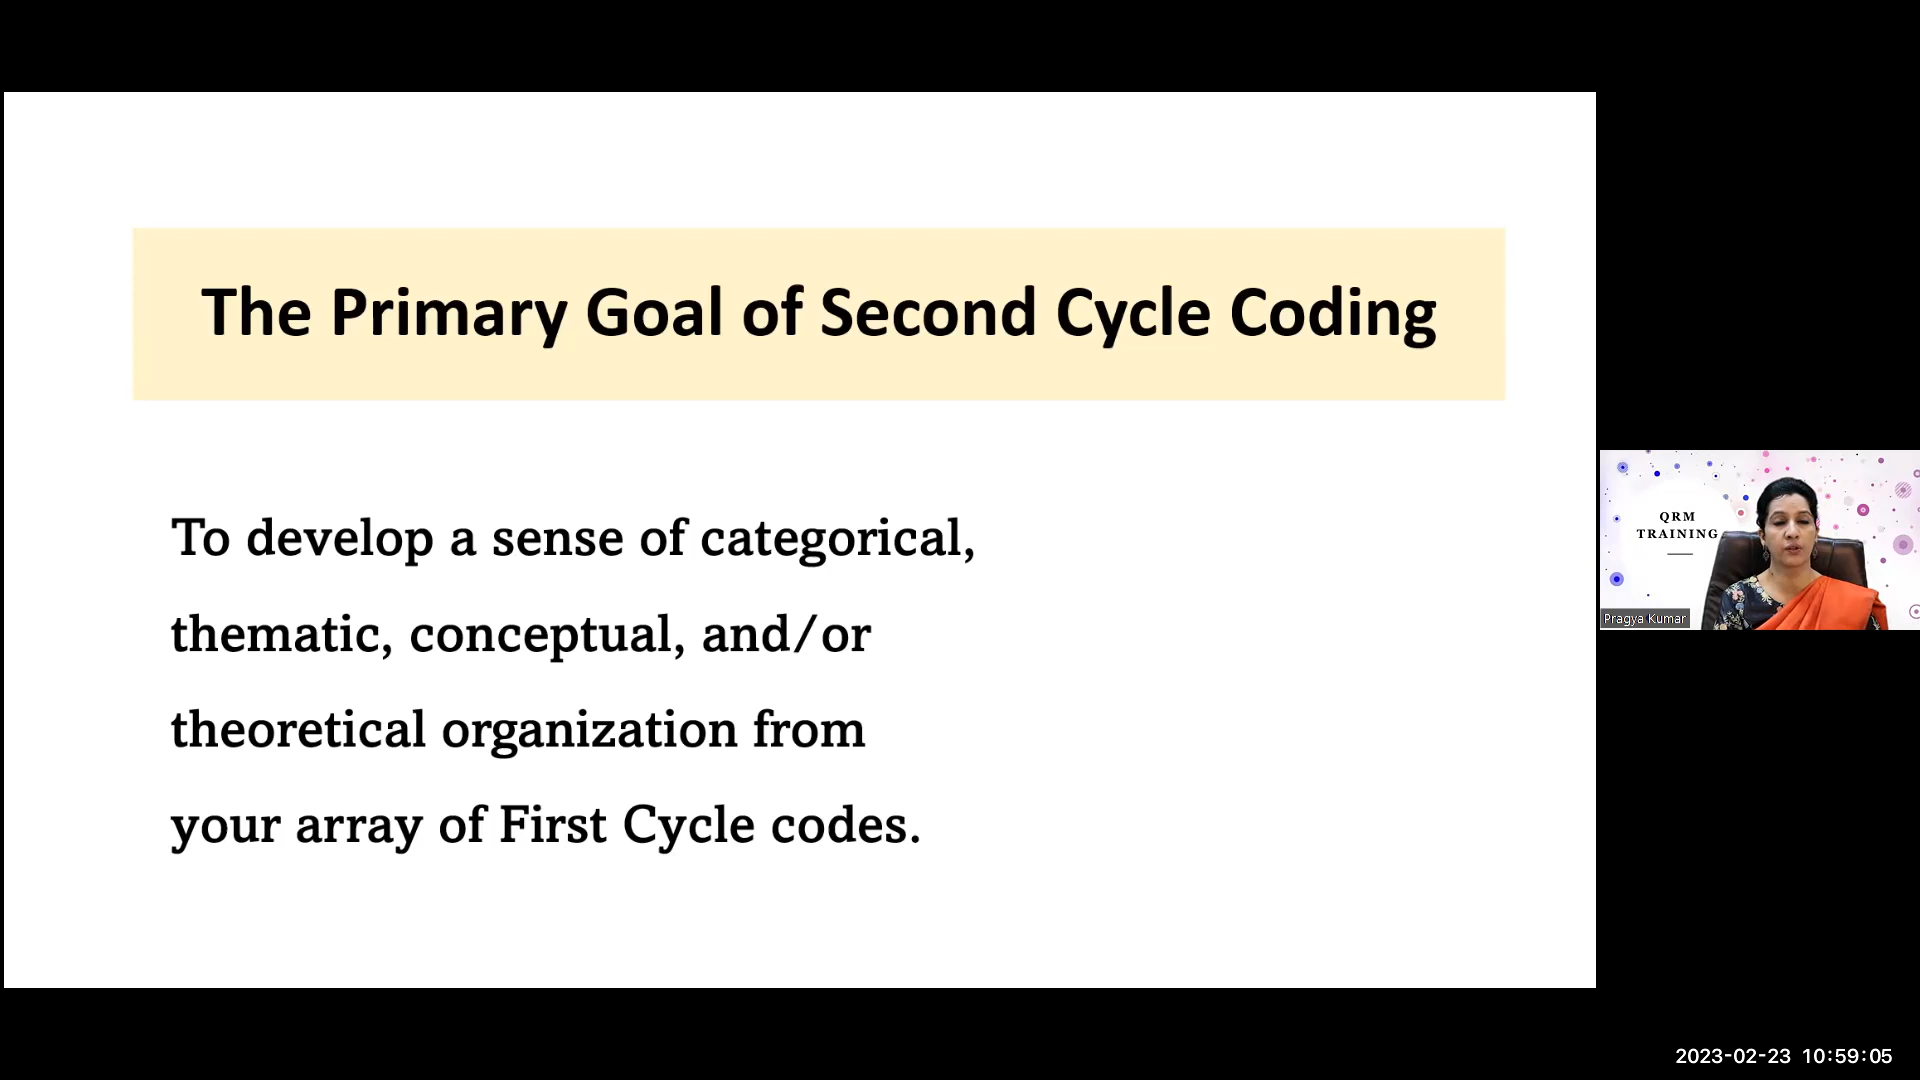 The Primary Goal of Second Cycle Coding
To develop a sense of categorical,
thematic, conceptual, and/or
theoretical organization from
your array of First Cycle codes.
QRM
TRAINING
Pragya Kumar
2023-02-23 10:59:05